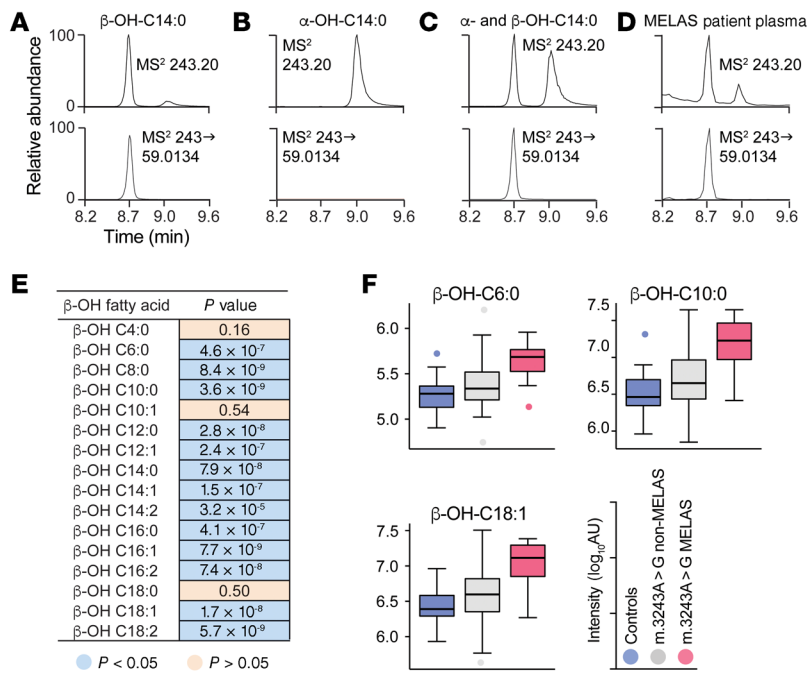 A
β-OH-C14:0
B
α-OH-C14:0
C
α- and β-OH-C14:0
D
MELAS patient plasma
Relative abundance
100
0
MS² 243.20
MS²
243.20
MS² 243.20
MS² 243.20
100
0
MS² 243→
59.0134
MS² 243→
59.0134
MS² 243→
59.0134
MS² 243→
59.0134
8.2 8.7 9.0 9.6
8.2 8.7 9.0 9.6
8.2 8.7 9.0 9.6
8.2 8.7 9.0 9.6
Time (min)
E
β-OH fatty acid P value
β-OH C4:0 0.16
β-OH C6:0 4.6 × 10⁻⁷
β-OH C8:0 8.4 × 10⁻⁹
β-OH C10:0 3.6 × 10⁻⁹
β-OH C10:1 0.54
β-OH C12:0 2.8 × 10⁻⁸
β-OH C12:1 2.4 × 10⁻⁷
β-OH C14:0 7.9 × 10⁻⁸
β-OH C14:1 1.5 × 10⁻⁷
β-OH C14:2 3.2 × 10⁻⁵
β-OH C16:0 4.1 × 10⁻⁷
β-OH C16:1 7.7 × 10⁻⁹
β-OH C16:2 7.4 × 10⁻⁸
β-OH C18:0 0.50
β-OH C18:1 1.7 × 10⁻⁸
β-OH C18:2 5.7 × 10⁻⁹
P < 0.05 P > 0.05
F
β-OH-C6:0
6.0
5.5
5.0
β-OH-C10:0
7.5
7.0
6.5
6.0
β-OH-C18:1
7.5
7.0
6.5
6.0
Intensity (log₁₀AU)
Controls
m.3243A > G non-MELAS
m.3243A > G MELAS